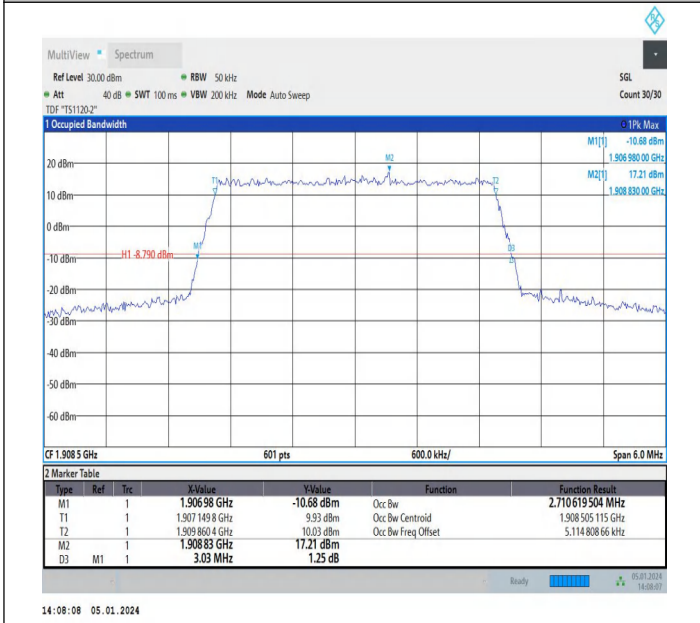 R&S
MultiView Spectrum
Ref Level 30.00 dBm RBW 50 kHz SGL
Att 40 dB SWT 100 ms VBW 200 kHz Mode Auto Sweep Count 30/30
TDF "TS1120-2"
1 Occupied Bandwidth 1Pk Max
M1[1] -10.68 dBm
1.906 980 00 GHz
M2[1] 17.21 dBm
1.908 830 00 GHz
M2
20 dBm
T1 T2
10 dBm
0 dBm
M1 D3
H1 -8.790 dBm
-10 dBm
-20 dBm
-30 dBm
-40 dBm
-50 dBm
-60 dBm
CF 1.908 5 GHz 601 pts 600.0 kHz/ Span 6.0 MHz
2 Marker Table
Type Ref Trc X-Value Y-Value Function Function Result
M1 1 1.906 98 GHz -10.68 dBm Occ Bw 2.710 619 504 MHz
T1 1 1.907 149 8 GHz 9.93 dBm Occ Bw Centroid 1.908 505 115 GHz
T2 1 1.909 860 4 GHz 10.03 dBm Occ Bw Freq Offset 5.114 808 66 kHz
M2 1 1.908 83 GHz 17.21 dBm
D3 M1 1 3.03 MHz 1.25 dB
Ready 05.01.2024
14:08:07
14:08:08 05.01.2024